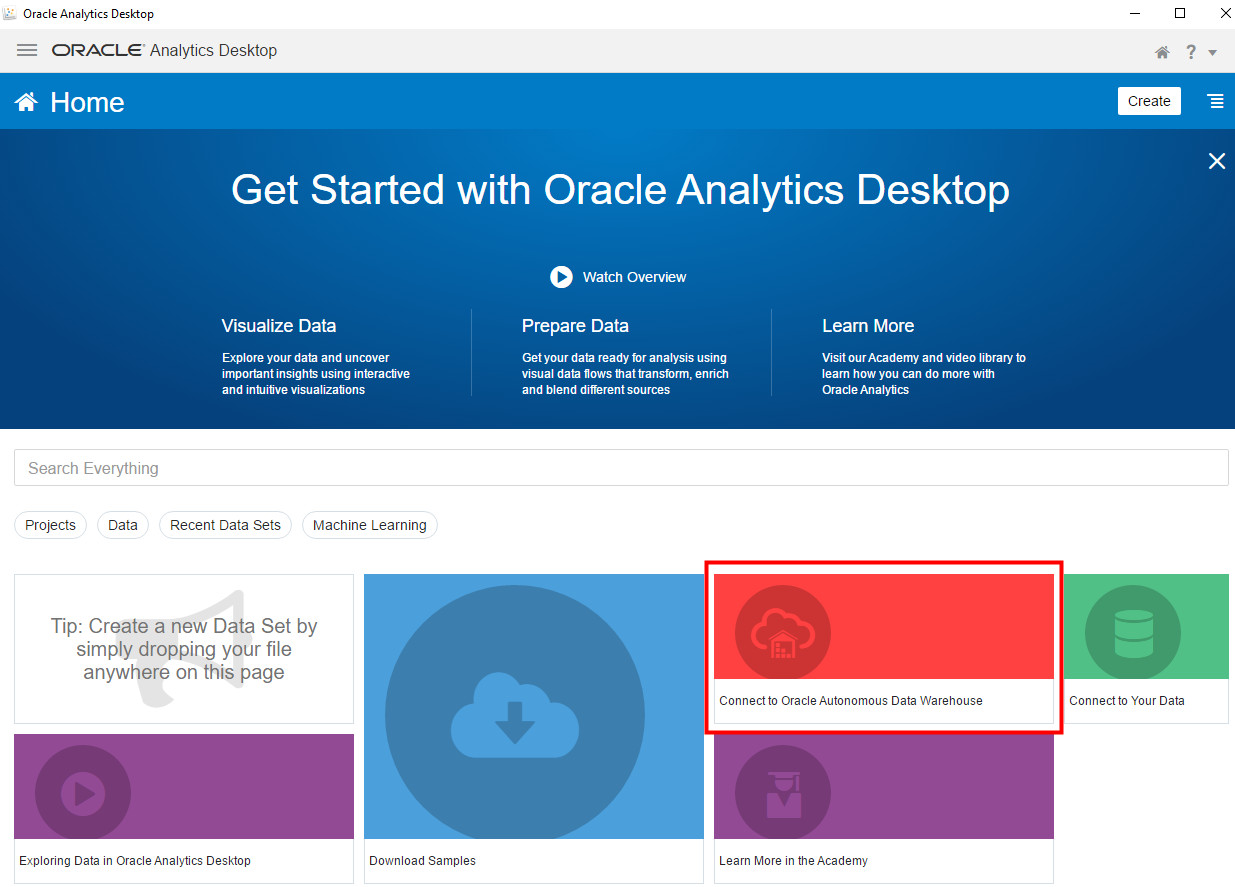 Oracle Analytics Desktop
ORACLE® Analytics Desktop
?
Home
Create
Get Started with Oracle Analytics Desktop
Watch Overview
Visualize Data
Explore your data and uncover
important insights using interactive
and intuitive visualizations
Prepare Data
Get your data ready for analysis using
visual data flows that transform, enrich
and blend different sources
Learn More
Visit our Academy and video library to
learn how you can do more with
Oracle Analytics
Search Everything
Projects
Data
Recent Data Sets
Machine Learning
Tip: Create a new Data Set by
simply dropping your file
anywhere on this page
Connect to Oracle Autonomous Data Warehouse
Connect to Your Data
Exploring Data in Oracle Analytics Desktop
Download Samples
Learn More in the Academy